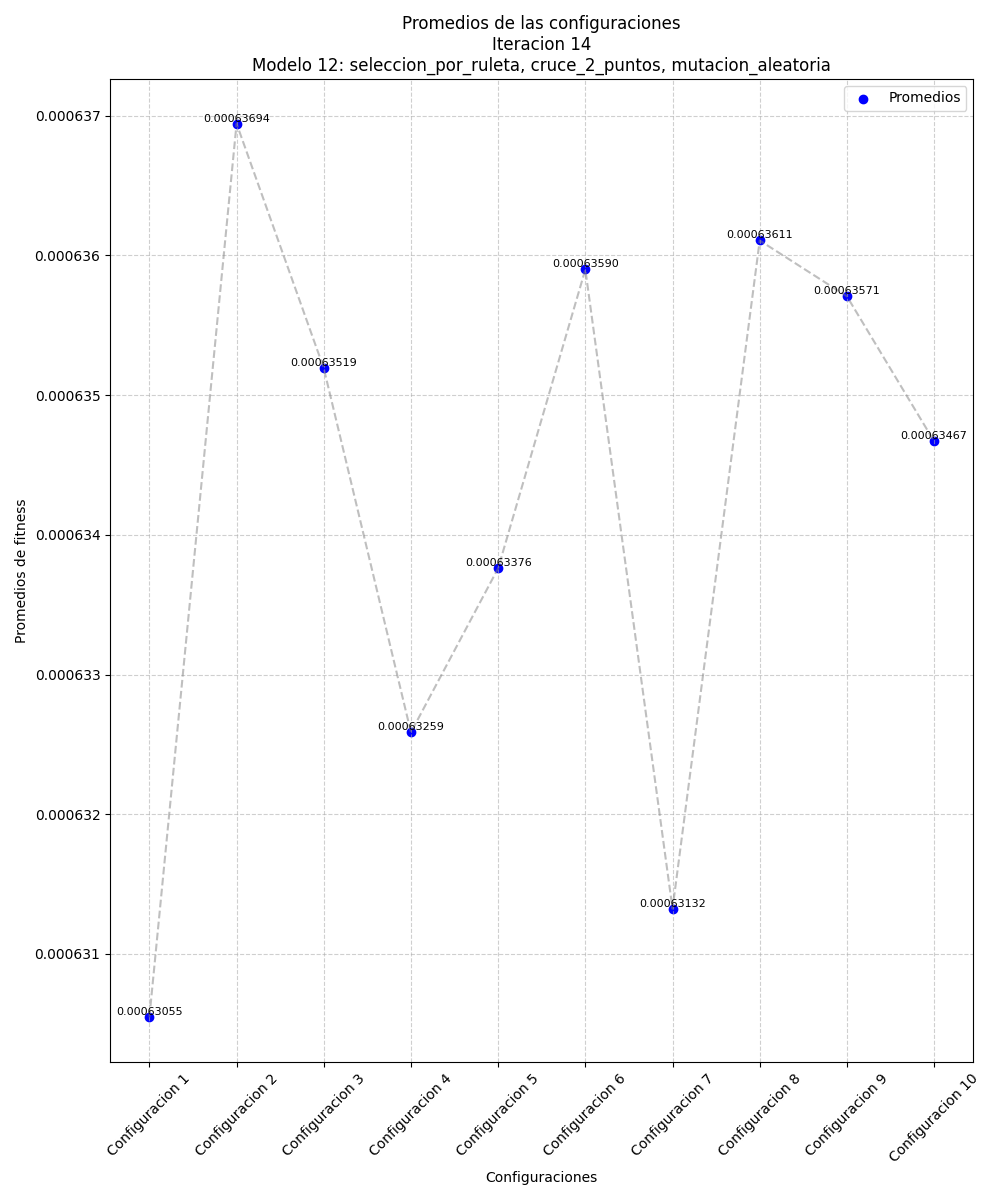 Promedios de las configuraciones
Iteracion 14
Modelo 12: seleccion_por_ruleta, cruce_2_puntos, mutacion_aleatoria
Promedios
0.000637
0.000636
0.000635
0.000634
0.000633
0.000632
0.000631
Promedios de fitness
0.00063055
0.00063694
0.00063519
0.00063259
0.00063376
0.00063590
0.00063132
0.00063611
0.00063571
0.00063467
Configuracion 1
Configuracion 2
Configuracion 3
Configuracion 4
Configuracion 5
Configuracion 6
Configuracion 7
Configuracion 8
Configuracion 9
Configuracion 10
Configuraciones